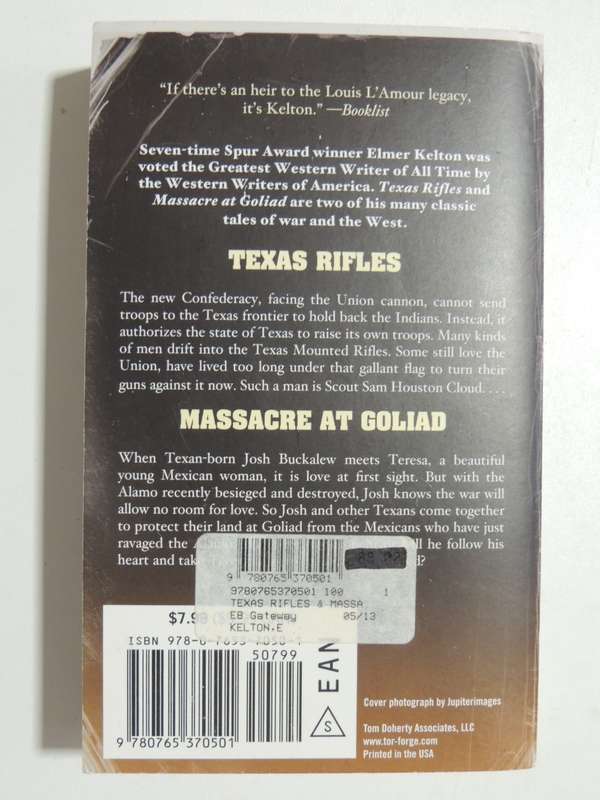 “If there’s an heir to the Louis L’Amour legacy,
it’s Kelton.” —Booklist
Seven-time Spur Award winner Elmer Kelton was
voted the Greatest Western Writer of All Time by
the Western Writers of America. Texas Rifles and
Massacre at Goliad are two of his many classic
tales of war and the West.
TEXAS RIFLES
The new Confederacy, facing the Union cannon, cannot send
troops to the Texas frontier to hold back the Indians. Instead, it
authorizes the state of Texas to raise its own troops. Many kinds
of men drift into the Texas Mounted Rifles. Some still love the
Union, have lived too long under that gallant flag to turn their
guns against it now. Such a man is Scout Sam Houston Cloud. . . .
MASSACRE AT GOLIAD
When Texan-born Josh Buckalew meets Teresa, a beautiful
young Mexican woman, it is love at first sight. But with the
Alamo recently besieged and destroyed, Josh knows the war will
allow no room for love. So Josh and other Texans come together
to protect their land at Goliad from the Mexicans who have just
ravaged the he follow his
heart and
9 780765 370501
9780765370501 100 1
TEXAS RIFLES & MASSA
EB Gateway 05/13
KELTON.E
$7.99
ISBN 978-0-7653-7050-1
50799
EAN
S
9 780765 370501
Cover photograph by Jupiterimages
Tom Doherty Associates, LLC
www.tor-forge.com
Printed in the USA